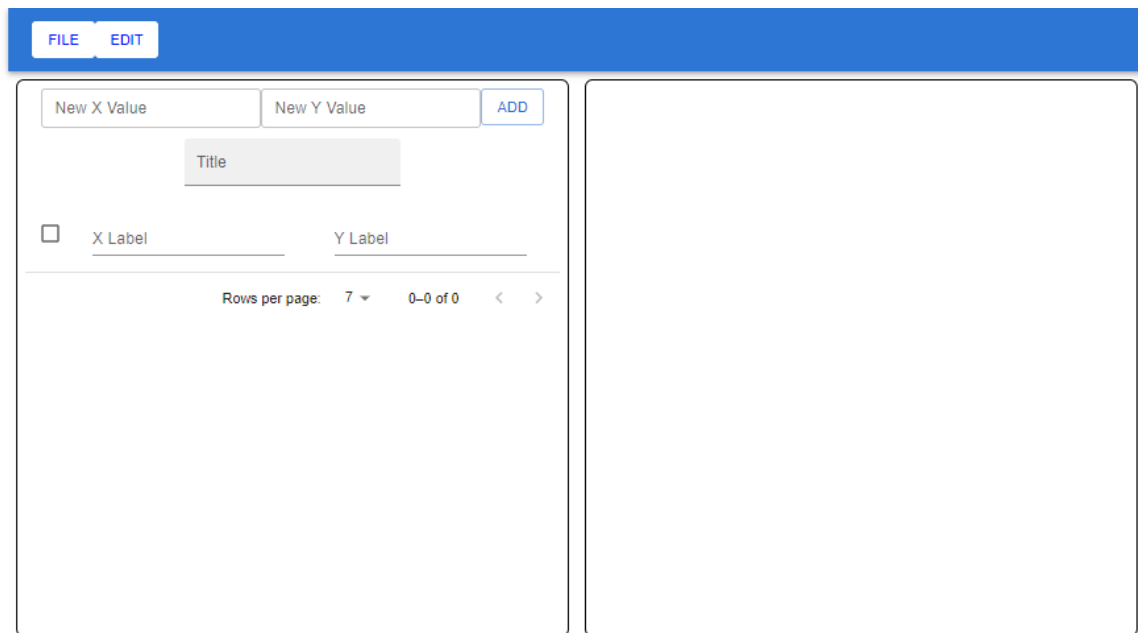 FILE EDIT
New X Value New Y Value ADD
Title
X Label Y Label
Rows per page: 7 0–0 of 0